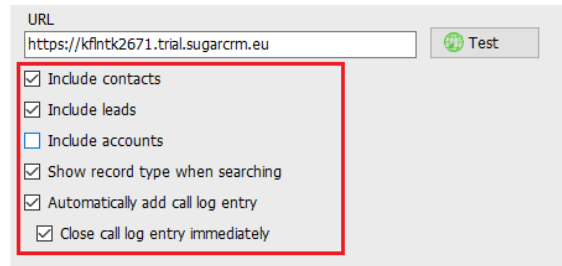 URL
https://kflntk2671.trial.sugarcrm.eu
Test
Include contacts
Include leads
Include accounts
Show record type when searching
Automatically add call log entry
Close call log entry immediately